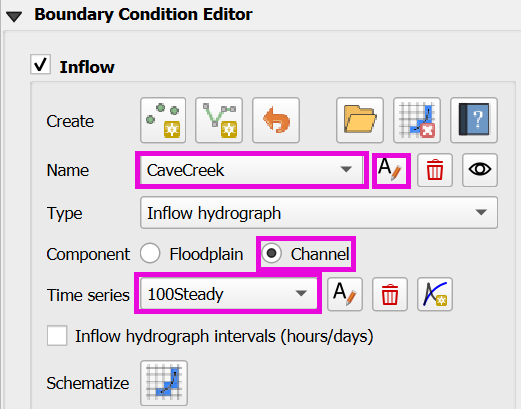 Boundary Condition Editor
Inflow
Create
?
Name CaveCreek A
Type Inflow hydrograph
Component Floodplain Channel
Time series 100Steady A
Inflow hydrograph intervals (hours/days)
Schematize